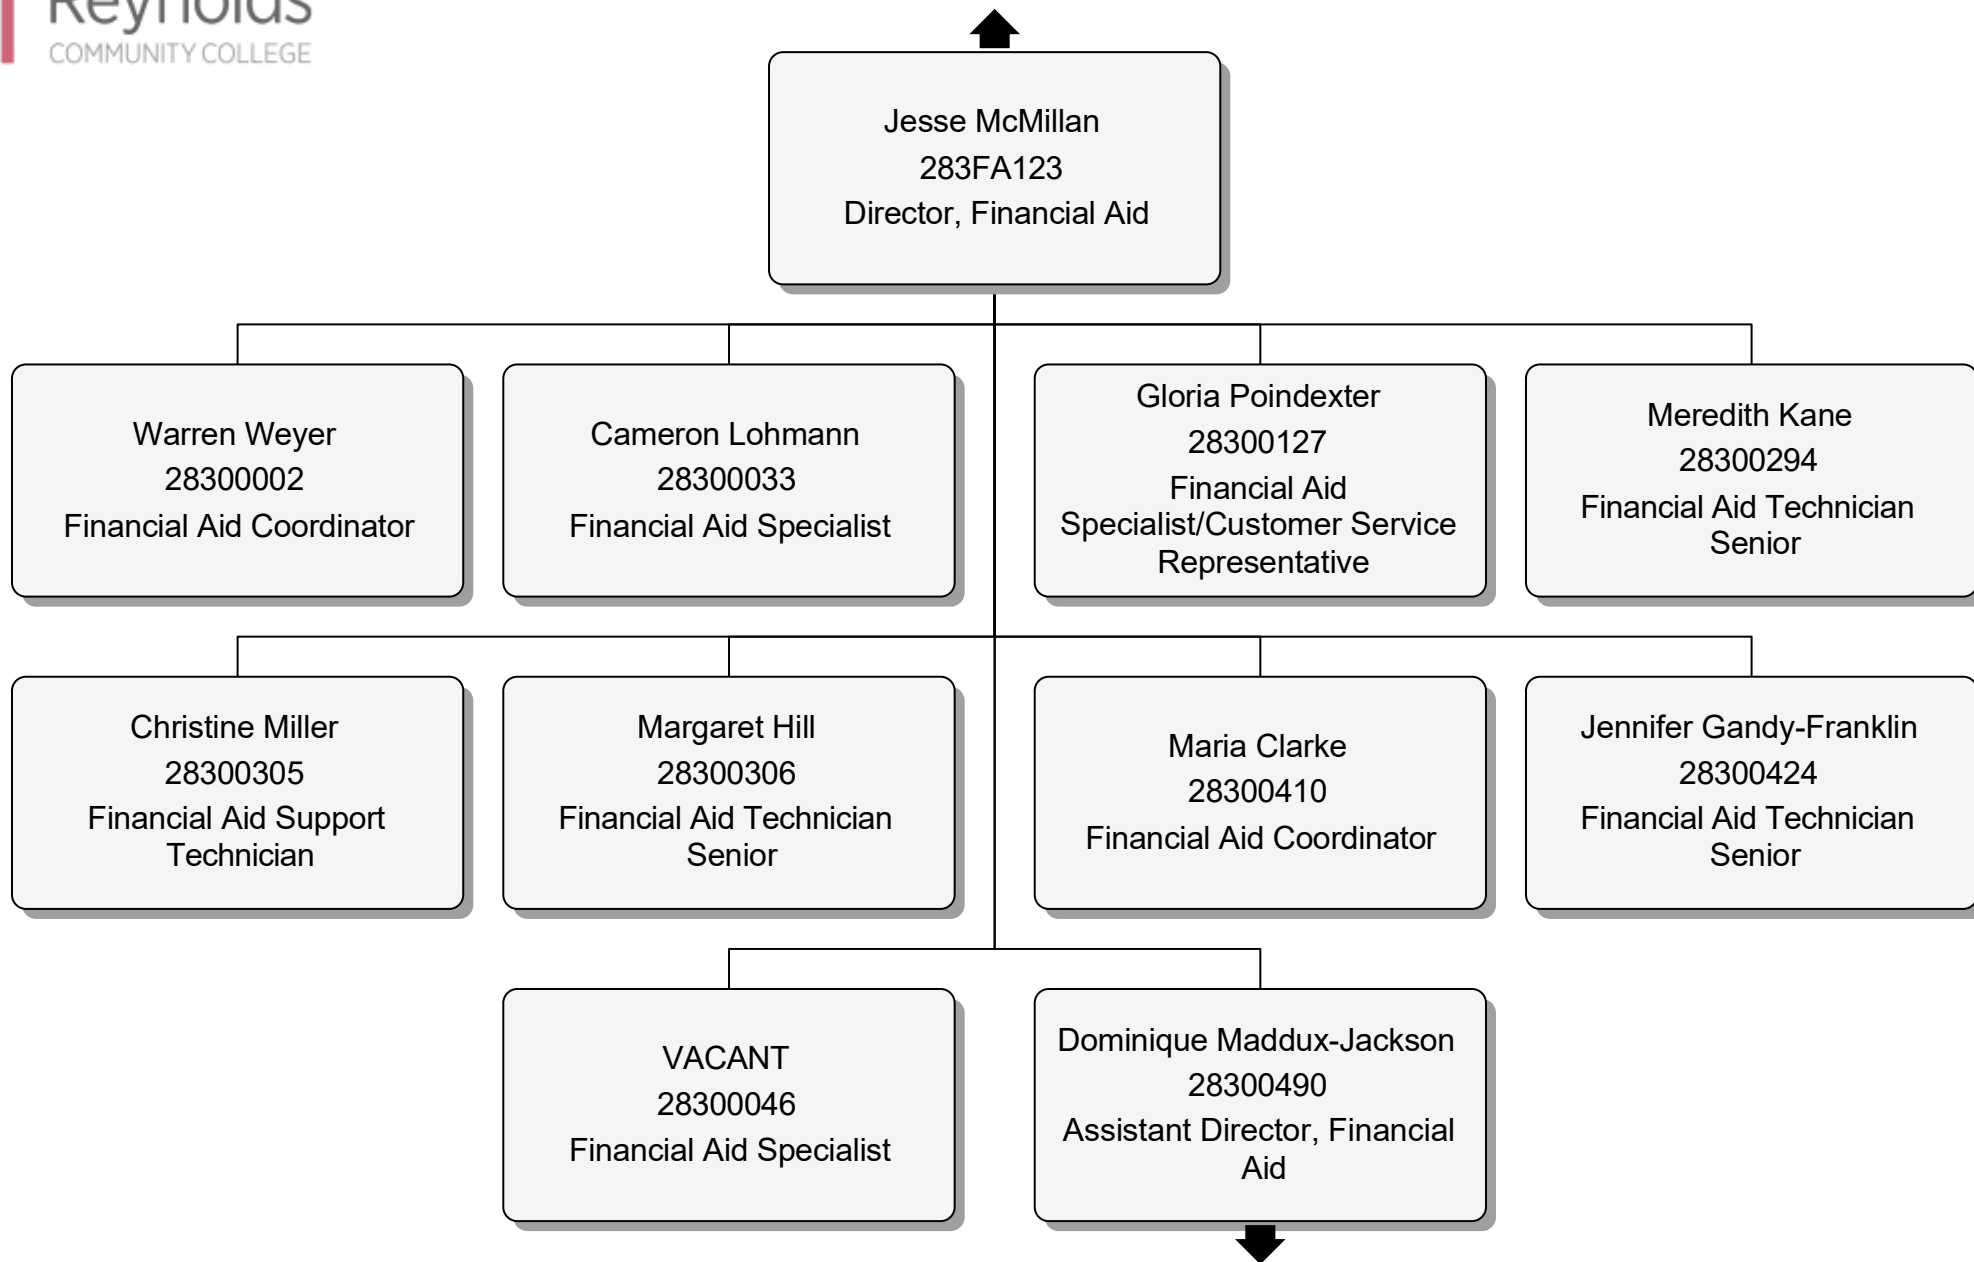 Reynolds
COMMUNITY COLLEGE
Jesse McMillan
283FA123
Director, Financial Aid
Warren Weyer
28300002
Financial Aid Coordinator
Cameron Lohmann
28300033
Financial Aid Specialist
Gloria Poindexter
28300127
Financial Aid
Specialist/Customer Service
Representative
Meredith Kane
28300294
Financial Aid Technician
Senior
Christine Miller
28300305
Financial Aid Support
Technician
Margaret Hill
28300306
Financial Aid Technician
Senior
Maria Clarke
28300410
Financial Aid Coordinator
Jennifer Gandy-Franklin
28300424
Financial Aid Technician
Senior
VACANT
28300046
Financial Aid Specialist
Dominique Maddux-Jackson
28300490
Assistant Director, Financial
Aid